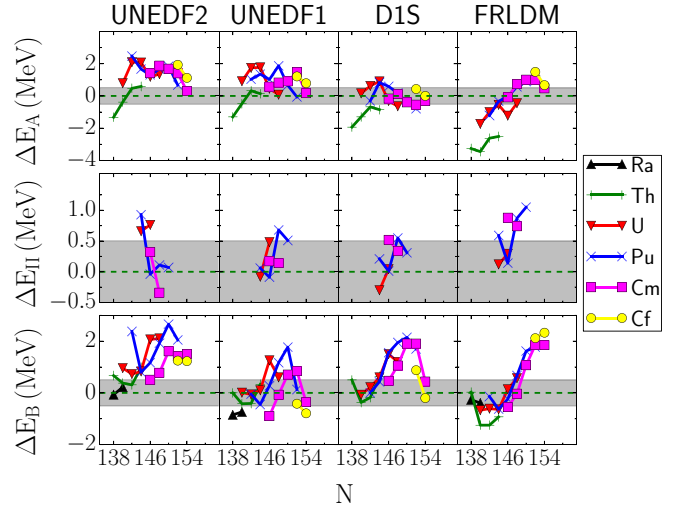 UNEDF2 UNEDF1 D1S FRLDM
ΔE_A (MeV)
2
0
−2
−4
ΔE_II (MeV)
1.0
0.5
0.0
−0.5
ΔE_B (MeV)
2
0
−2
138 146 154 138 146 154 138 146 154 138 146 154
N
Ra
Th
U
Pu
Cm
Cf